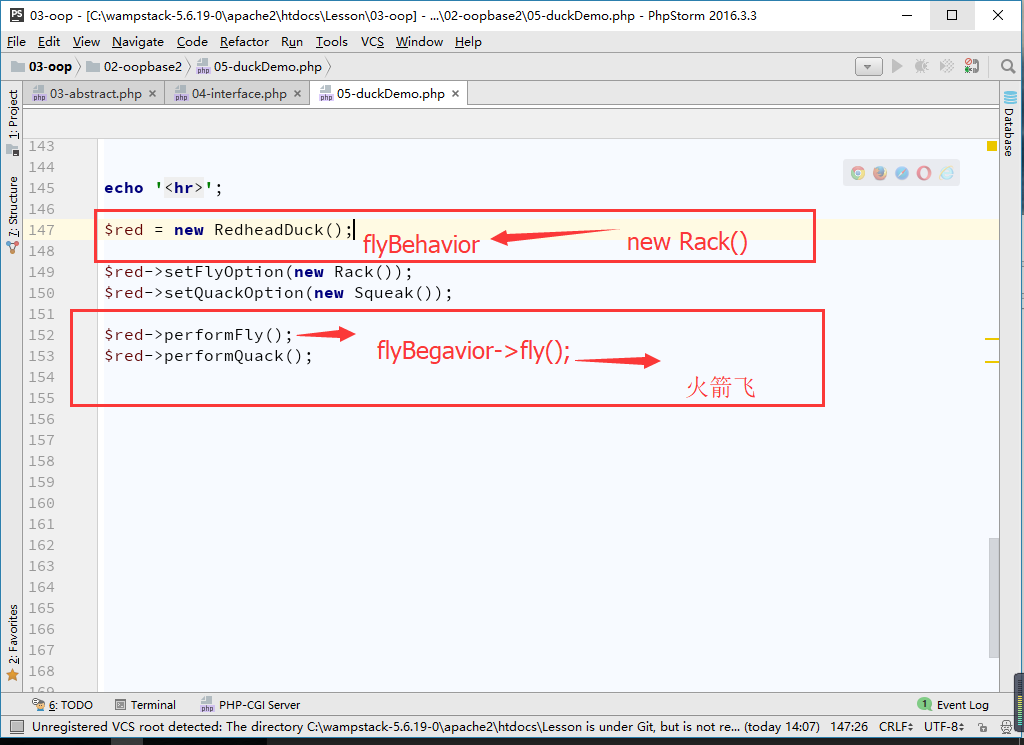 PS 03-oop - [C:\wampstack-5.6.19-0\apache2\htdocs\Lesson\03-oop] - ...\02-oopbase2\05-duckDemo.php - PhpStorm 2016.3.3
File Edit View Navigate Code Refactor Run Tools VCS Window Help
03-oop 02-oopbase2 php 05-duckDemo.php
php 03-abstract.php php 04-interface.php php 05-duckDemo.php
1: Project
7: Structure
2: Favorites
Database
143
144
145 echo '<hr>';
146
147 $red = new RedheadDuck();
flyBehavior new Rack()
148
149 $red->setFlyOption(new Rack());
150 $red->setQuackOption(new Squeak());
151
152 $red->performFly();
flyBegavior->fly();
153 $red->performQuack();
154
火箭飞
155
156
157
158
159
160
161
162
163
164
165
166
167
168
169
6: TODO Terminal php PHP-CGI Server 1 Event Log
Unregistered VCS root detected: The directory C:\wampstack-5.6.19-0\apache2\htdocs\Lesson is under Git, but is not re... (today 14:07) 147:26 CRLF UTF-8